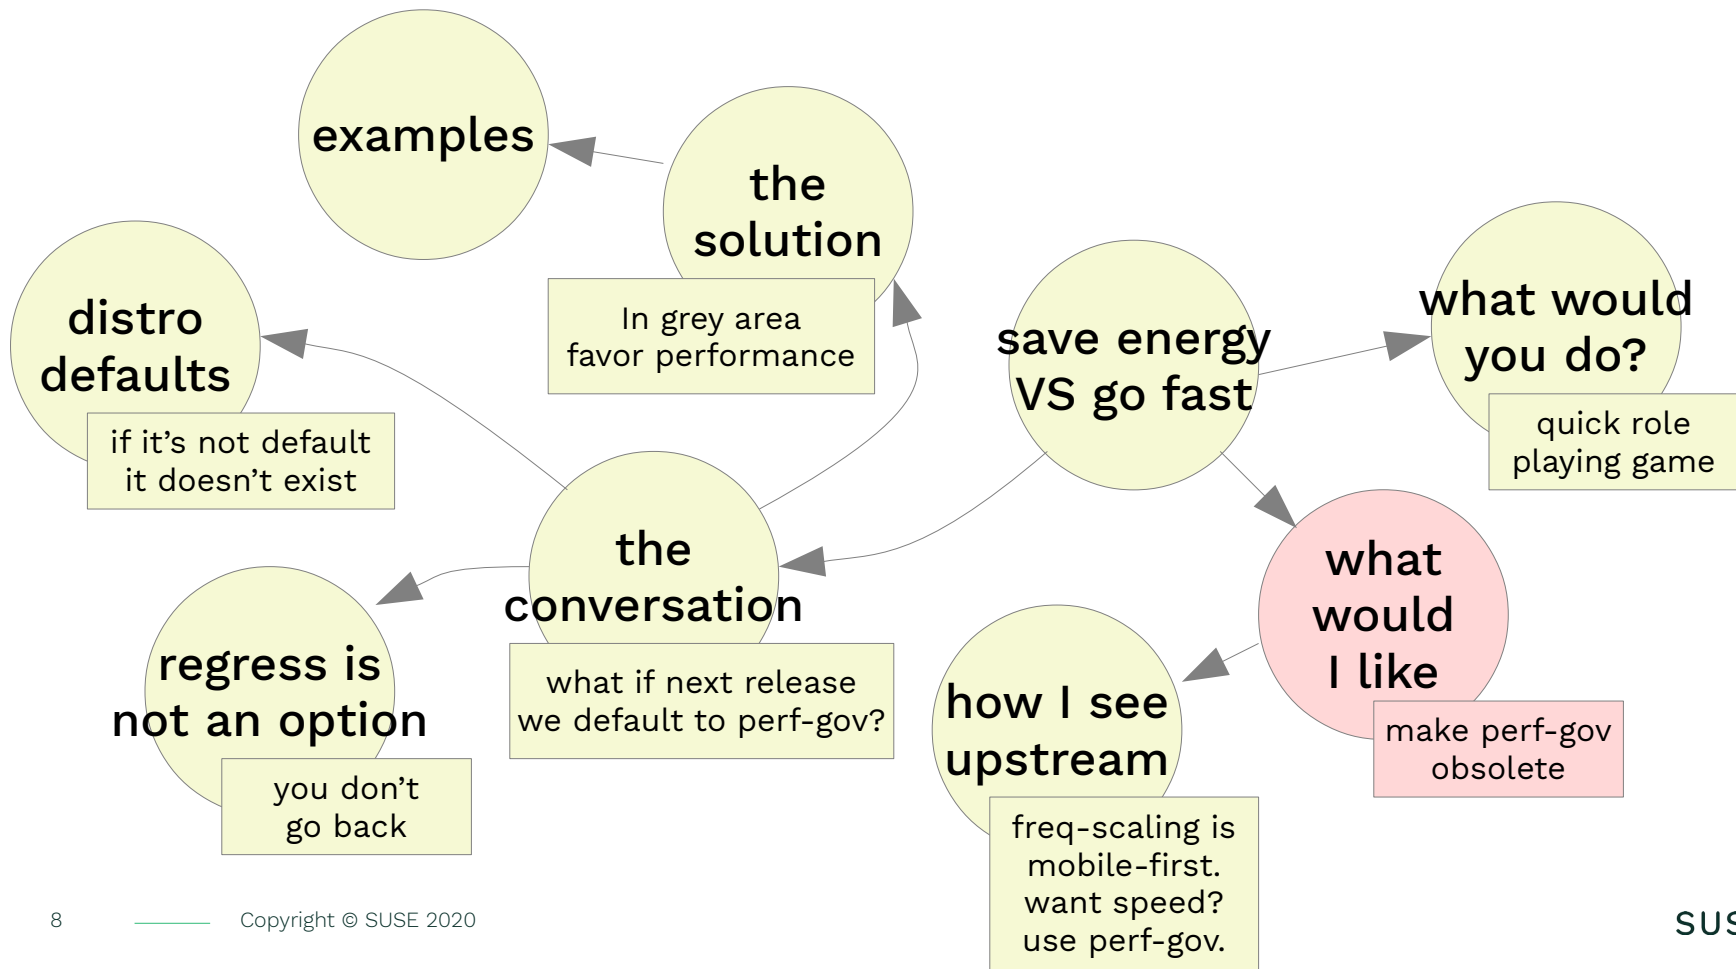 examples
the
solution
In grey area
favor performance
distro
defaults
if it's not default
it doesn't exist
save energy
VS go fast
what would
you do?
quick role
playing game
the
conversation
what if next release
we default to perf-gov?
what
would
I like
make perf-gov
obsolete
regress is
not an option
you don't
go back
how I see
upstream
freq-scaling is
mobile-first.
want speed?
use perf-gov.
8
Copyright © SUSE 2020
SUS